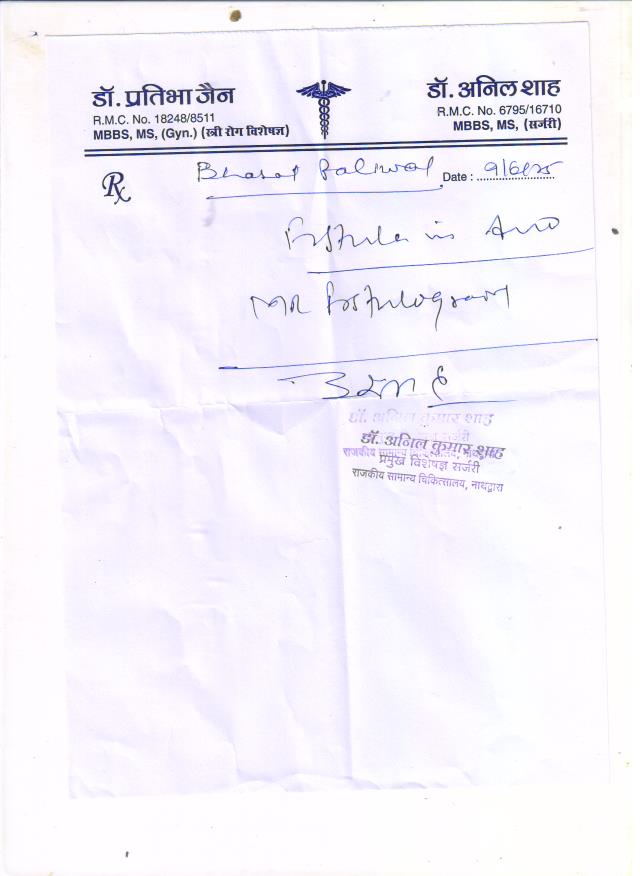 डॉ. प्रतिभा जैन
R.M.C. No. 18248/8511
MBBS, MS, (Gyn.) (स्त्री रोग विशेषज्ञ)
डॉ. अनिल शाह
R.M.C. No. 6795/16710
MBBS, MS, (सर्जरी)
Rx
Bharat Paliwal Date : 9/6/25
Fistula in Ano
MR Fistulogram
डॉ. अनिल कुमार शाह
डॉ. अनिल कुमार शाह
प्रमुख विशेषज्ञ सर्जरी
राजकीय सामान्य चिकित्सालय, नाथद्वारा